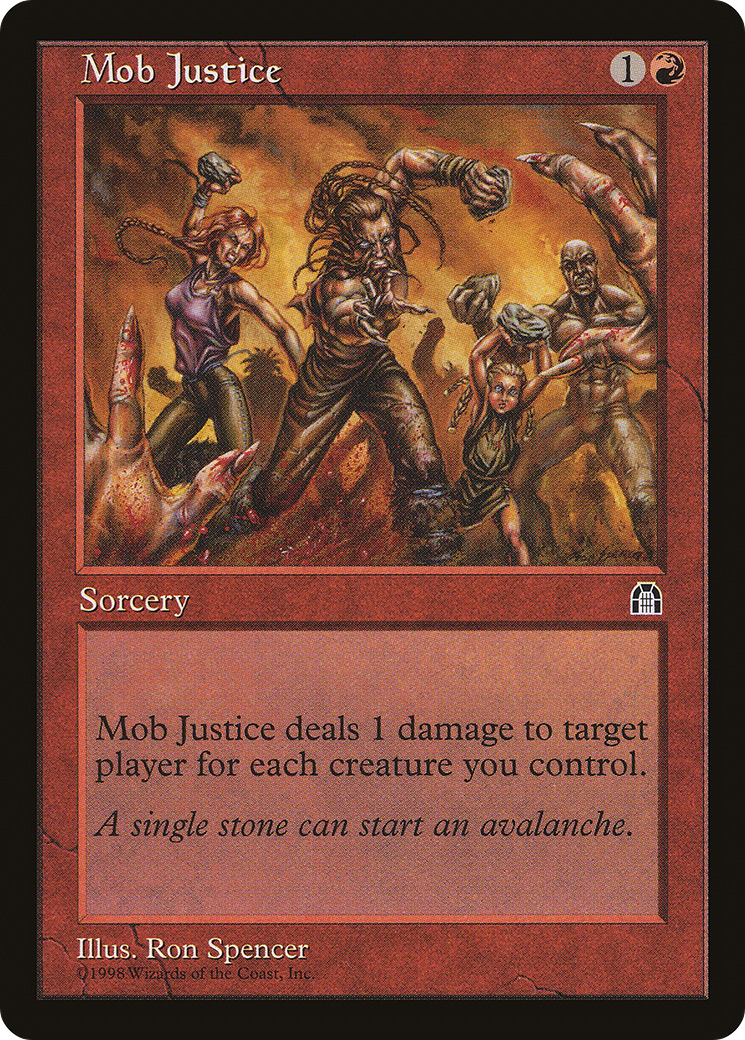 Mob Justice 1
Sorcery
Mob Justice deals 1 damage to target
player for each creature you control.
A single stone can start an avalanche.
Illus. Ron Spencer
©1998 Wizards of the Coast, Inc.